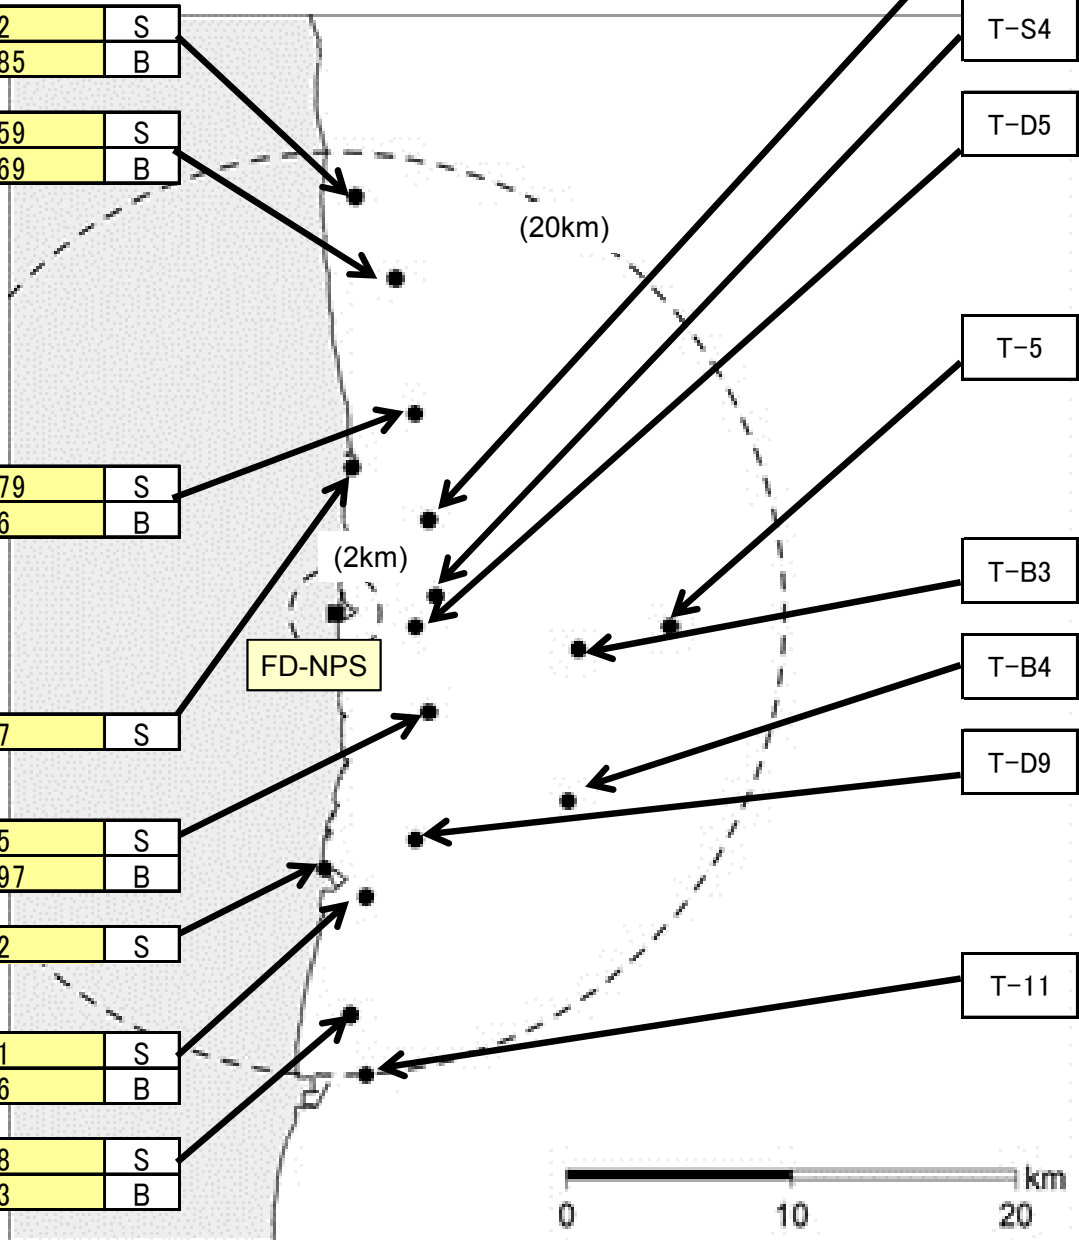 2 S
85 B
T-S4
59 S
69 B
T-D5
(20km)
T-5
79 S
6 B
(2km)
T-B3
FD-NPS
T-B4
7 S
T-D9
5 S
97 B
2 S
T-11
1 S
6 B
8 S
3 B
km
0 10 20